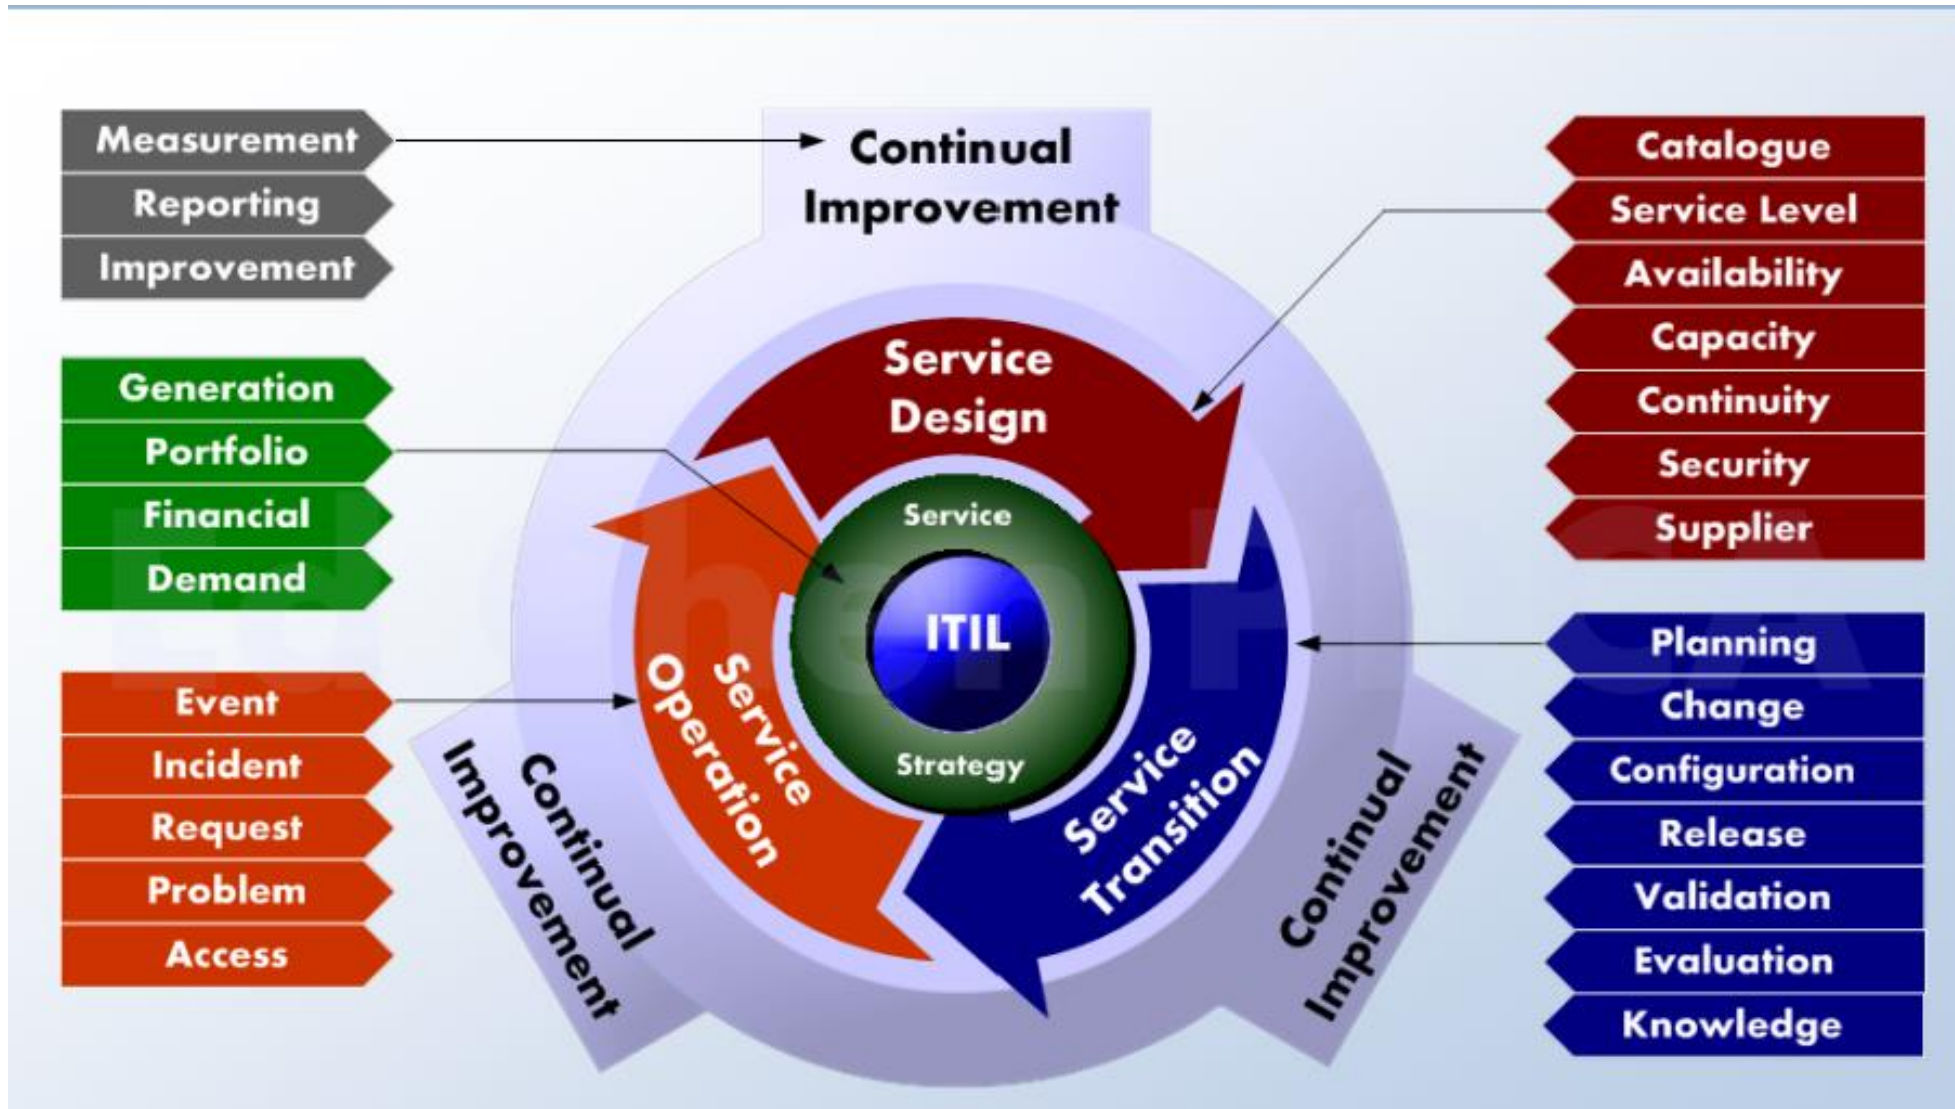 Measurement
Reporting
Improvement
Generation
Portfolio
Financial
Demand
Event
Incident
Request
Problem
Access
Continual
Improvement
Service
Design
Service
ITIL
Strategy
Service
Operation
Service
Transition
Continual
Improvement
Continual
Improvement
Catalogue
Service Level
Availability
Capacity
Continuity
Security
Supplier
Planning
Change
Configuration
Release
Validation
Evaluation
Knowledge